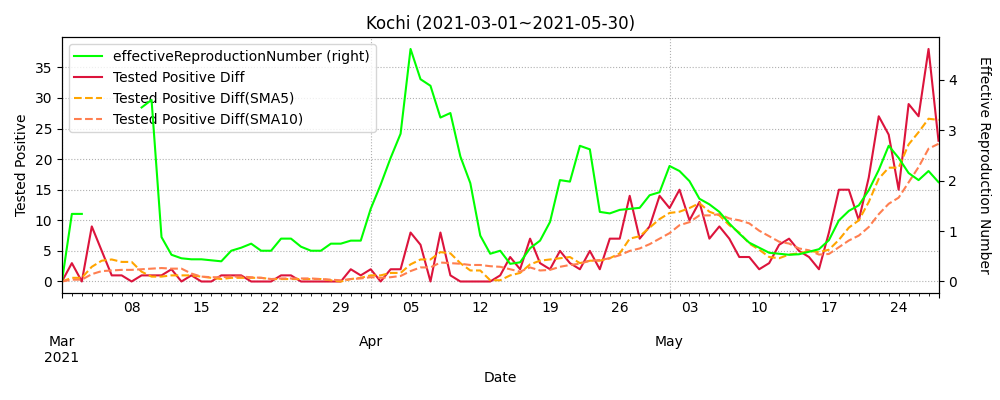 Kochi (2021-03-01~2021-05-30)
effectiveReproductionNumber (right)
Tested Positive Diff
Tested Positive Diff(SMA5)
Tested Positive Diff(SMA10)
Tested Positive
35
30
25
20
15
10
5
0
Effective Reproduction Number
4
3
2
1
0
08 15 22 29 05 12 19 26 03 10 17 24
Mar Apr May
2021
Date